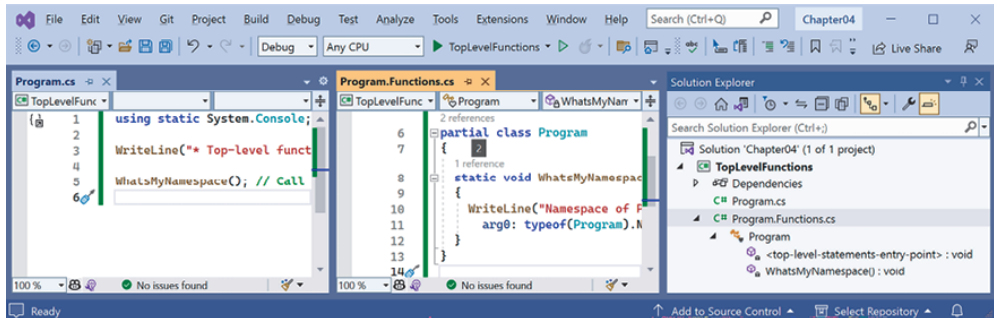 File Edit View Git Project Build Debug Test Analyze Tools Extensions Window Help Search (Ctrl+Q) Chapter04
Debug Any CPU TopLevelFunctions Live Share
Program.cs
TopLevelFunc
1 using static System.Console;
2
3 WriteLine("* Top-level funct
4
5 WhatsMyNamespace(); // Call
6
100 % No issues found
Program.Functions.cs
TopLevelFunc Program WhatsMyNam
2 references
6 partial class Program
7 { 2
1 reference
8 static void WhatsMyNamespac
9 {
10 WriteLine("Namespace of P
11 arg0: typeof(Program).N
12 }
13 }
14
100 % No issues found
Solution Explorer
Search Solution Explorer (Ctrl+;)
Solution 'Chapter04' (1 of 1 project)
TopLevelFunctions
Dependencies
C# Program.cs
C# Program.Functions.cs
Program
<top-level-statements-entry-point> : void
WhatsMyNamespace() : void
Ready Add to Source Control Select Repository